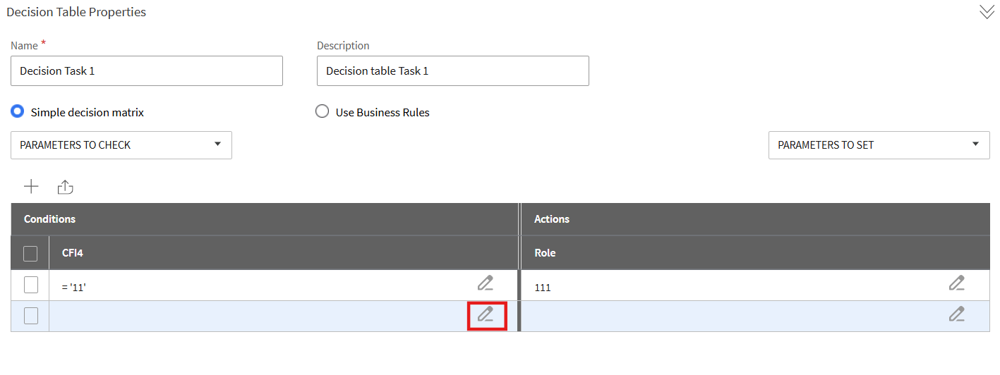 Decision Table Properties
Name * Description
Decision Task 1 Decision table Task 1
Simple decision matrix Use Business Rules
PARAMETERS TO CHECK PARAMETERS TO SET
Conditions Actions
CFI4 Role
= '11' 111